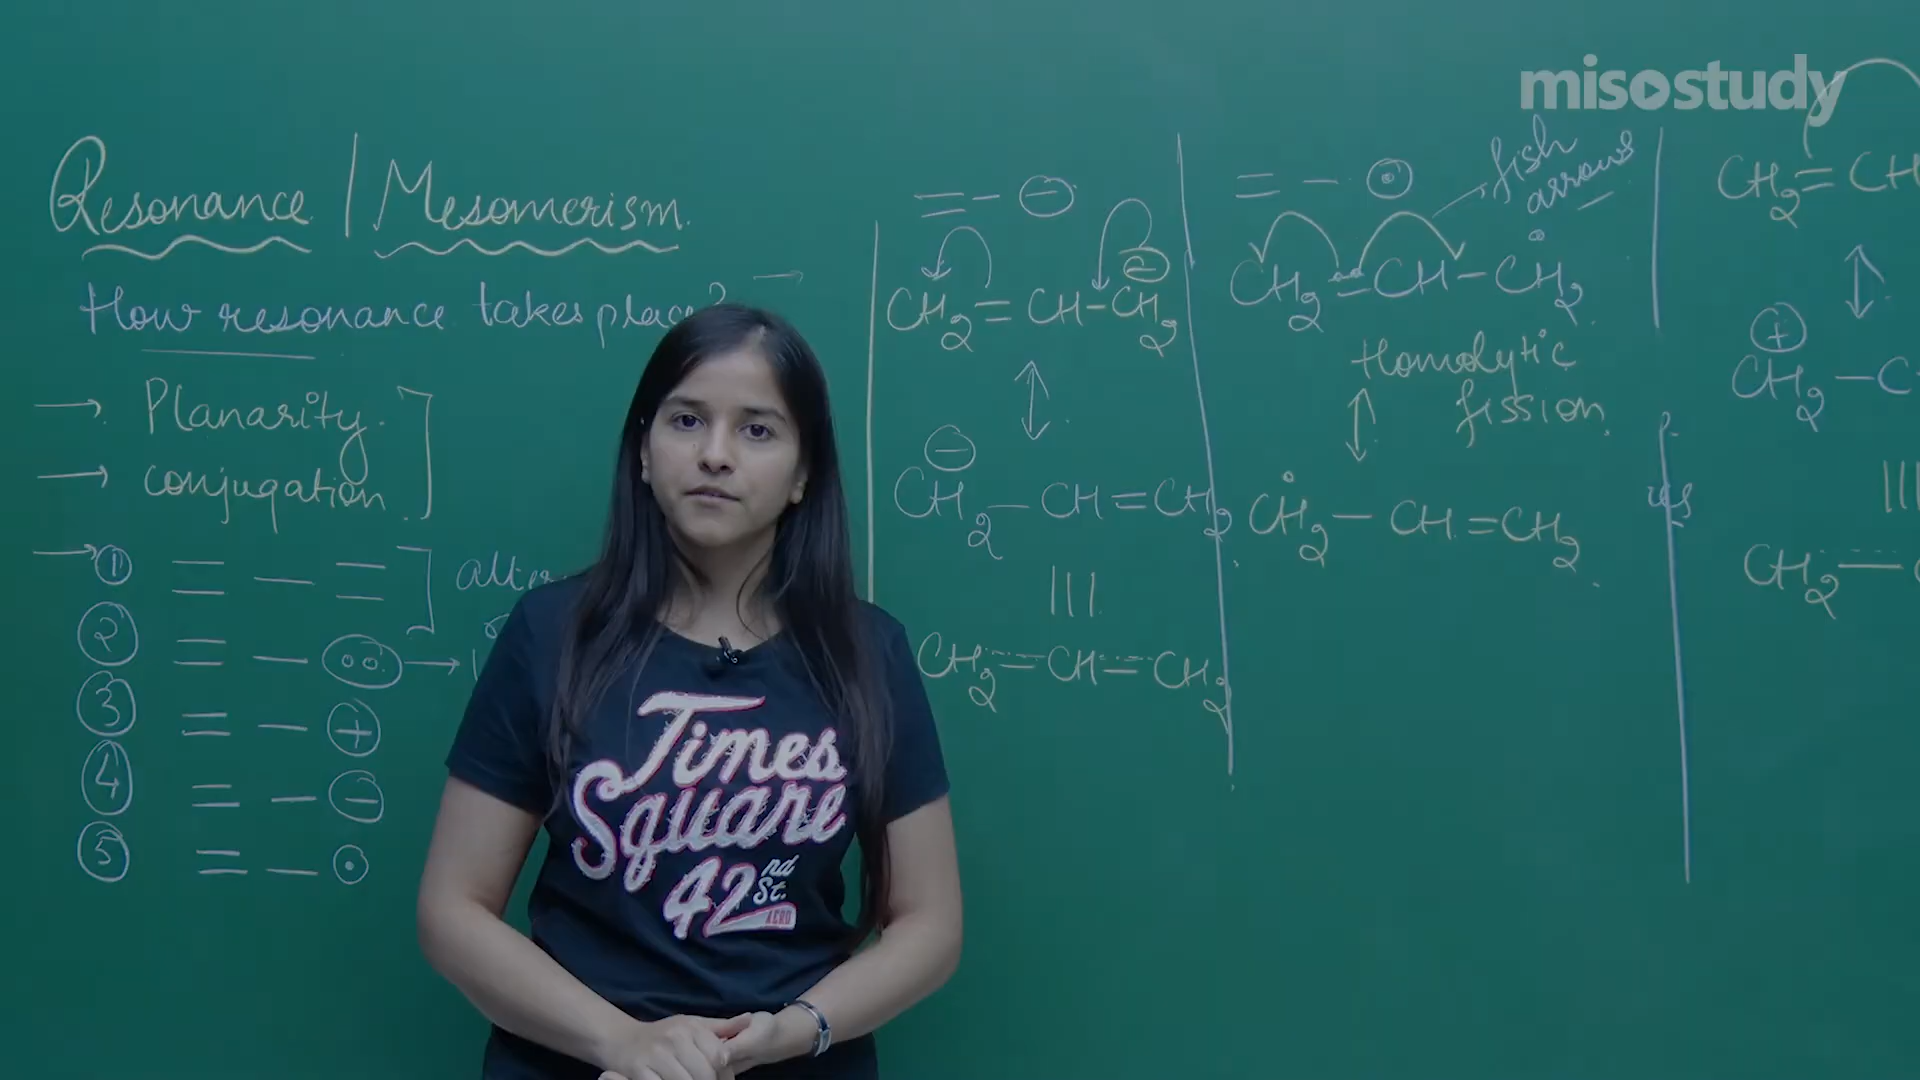 misostudy
Resonance | Mesomerism.
How resonance takes place? →
→ Planarity.
→ conjugation.
→ ① = – =
② = – ⊙⊙ →
③ = – ⊕
④ = – ⊖
⑤ = – ⊙
= – ⊖
CH2 = CH – CH2
↕
⊖
CH2 – CH = CH2
|||
CH2 = CH = CH2
= – ⊙
fish
arrows
CH2 = CH – CH2
Homolytic
fission.
↕
CH2 – CH = CH2
CH2 = CH
↕
⊕
CH2 – C
res
|||
CH2 –
Times
Square
42nd
St.
AERO